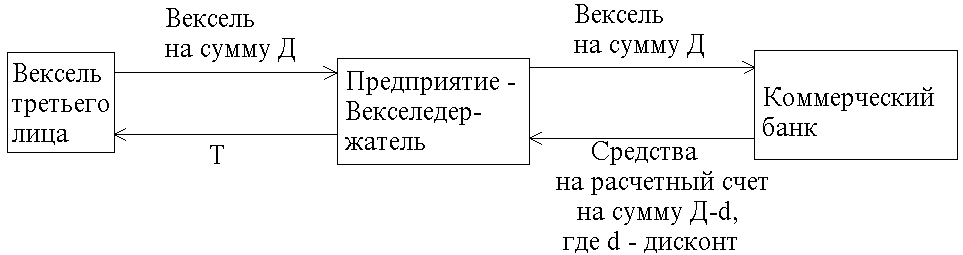 Вексель
третьего
лица
Вексель
на сумму Д
Т
Предприятие -
Векселедер-
жатель
Вексель
на сумму Д
Средства
на расчетный счет
на сумму Д-d,
где d - дисконт
Коммерческий
банк